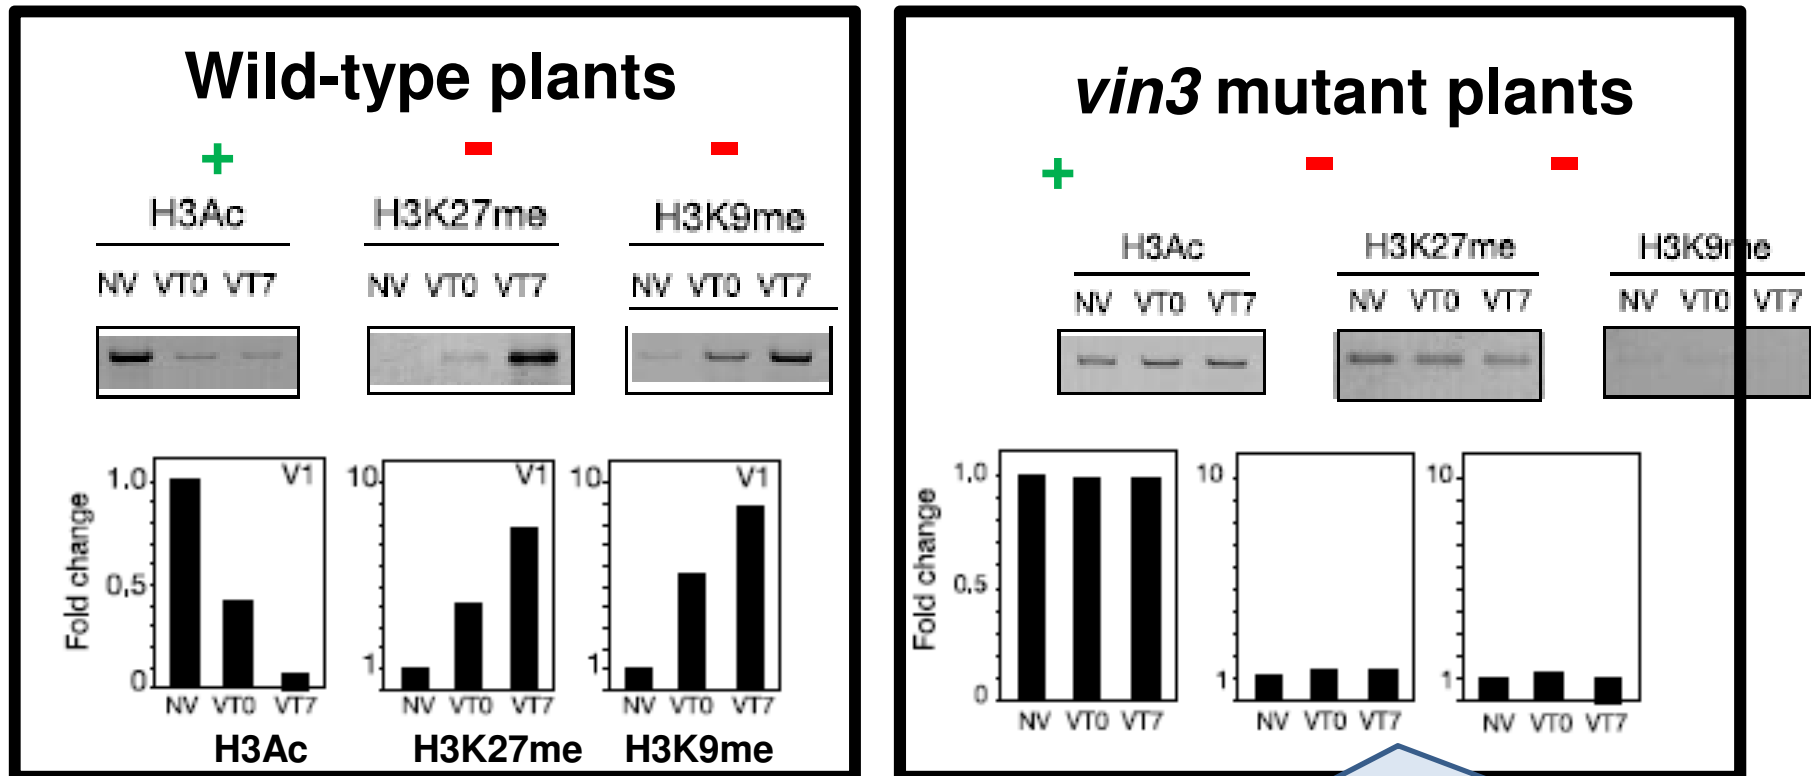 Wild-type plants
+ - -
H3Ac H3K27me H3K9me
NV VT0 VT7 NV VT0 VT7 NV VT0 VT7
Fold change
1.0
0.5
0
V1
NV VT0 VT7
H3Ac
10
1
V1
NV VT0 VT7
H3K27me
10
1
V1
NV VT0 VT7
H3K9me
vin3 mutant plants
+ - -
H3Ac H3K27me H3K9me
NV VT0 VT7 NV VT0 VT7 NV VT0 VT7
Fold change
1.0
0.5
0
NV VT0 VT7
10
1
NV VT0 VT7
10
1
NV VT0 VT7